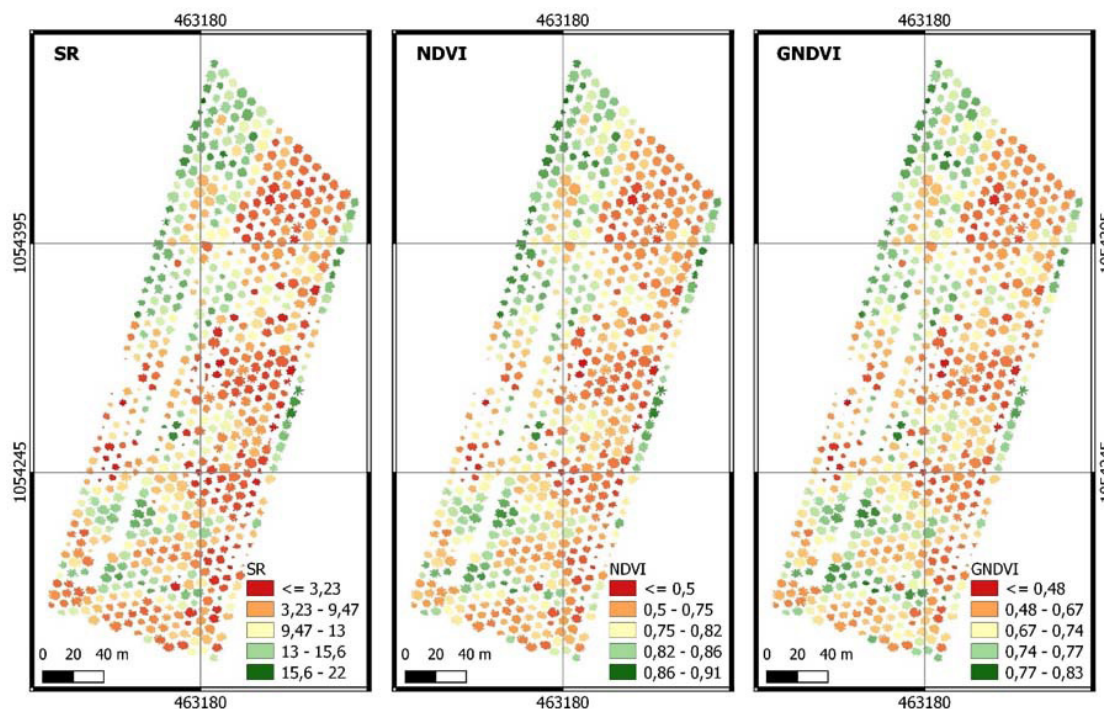 463180 463180 463180
SR NDVI GNDVI
1054395 1054395
1054245 1054245
SR NDVI GNDVI
<= 3,23 <= 0,5 <= 0,48
3,23 - 9,47 0,5 - 0,75 0,48 - 0,67
9,47 - 13 0,75 - 0,82 0,67 - 0,74
13 - 15,6 0,82 - 0,86 0,74 - 0,77
15,6 - 22 0,86 - 0,91 0,77 - 0,83
0 20 40 m 0 20 40 m 0 20 40 m
463180 463180 463180